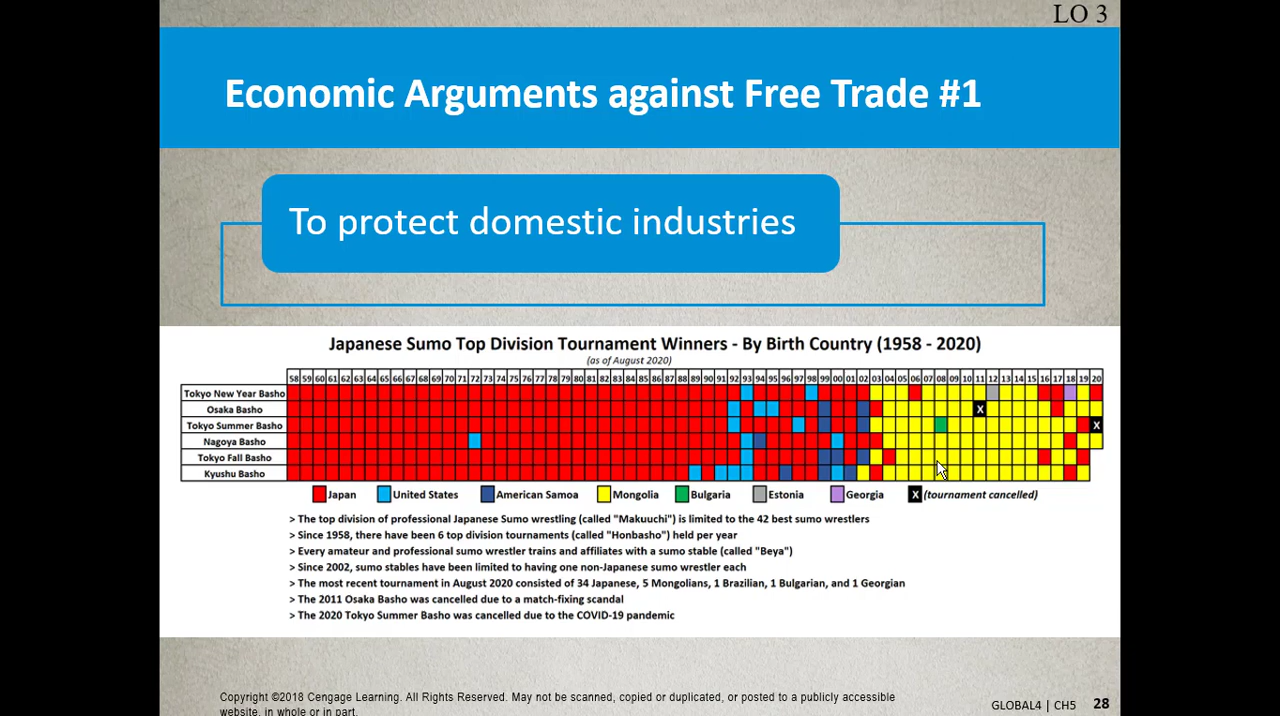 LO 3
Economic Arguments against Free Trade #1
To protect domestic industries
Japanese Sumo Top Division Tournament Winners - By Birth Country (1958 - 2020)
(as of August 2020)
58 59 60 61 62 63 64 65 66 67 68 69 70 71 72 73 74 75 76 77 78 79 80 81 82 83 84 85 86 87 88 89 90 91 92 93 94 95 96 97 98 99 00 01 02 03 04 05 06 07 08 09 10 11 12 13 14 15 16 17 18 19 20
Tokyo New Year Basho
Osaka Basho X
Tokyo Summer Basho X
Nagoya Basho
Tokyo Fall Basho
Kyushu Basho
Japan United States American Samoa Mongolia Bulgaria Estonia Georgia X (tournament cancelled)
> The top division of professional Japanese Sumo wrestling (called "Makuuchi") is limited to the 42 best sumo wrestlers
> Since 1958, there have been 6 top division tournaments (called "Honbasho") held per year
> Every amateur and professional sumo wrestler trains and affiliates with a sumo stable (called "Beya")
> Since 2002, sumo stables have been limited to having one non-Japanese sumo wrestler each
> The most recent tournament in August 2020 consisted of 34 Japanese, 5 Mongolians, 1 Brazilian, 1 Bulgarian, and 1 Georgian
> The 2011 Osaka Basho was cancelled due to a match-fixing scandal
> The 2020 Tokyo Summer Basho was cancelled due to the COVID-19 pandemic
Copyright ©2018 Cengage Learning. All Rights Reserved. May not be scanned, copied or duplicated, or posted to a publicly accessible
website, in whole or in part.
GLOBAL4 | CH5 28